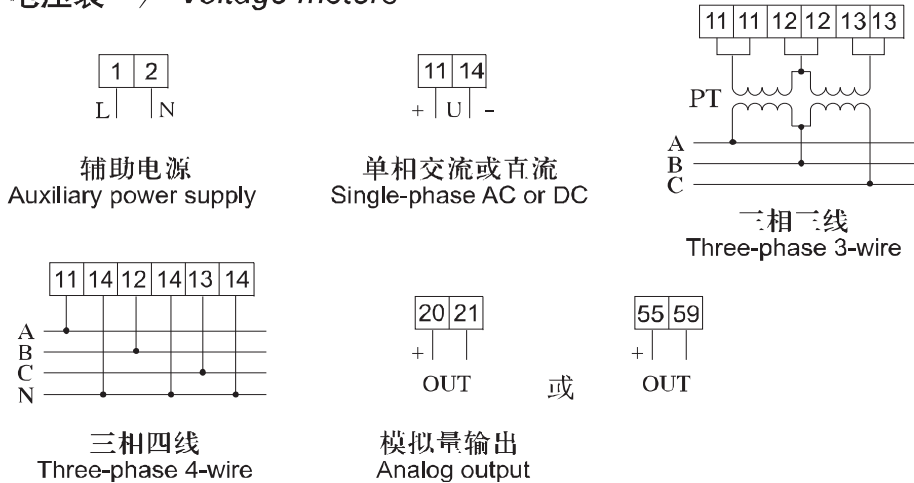 Voltage meters
11 11 12 12 13 13
PT
A
B
C
三相三线
Three-phase 3-wire
1 2
L N
辅助电源
Auxiliary power supply
11 14
+ U -
单相交流或直流
Single-phase AC or DC
11 14 12 14 13 14
A
B
C
N
三相四线
Three-phase 4-wire
20 21
+
OUT
或
55 59
+
OUT
模拟量输出
Analog output